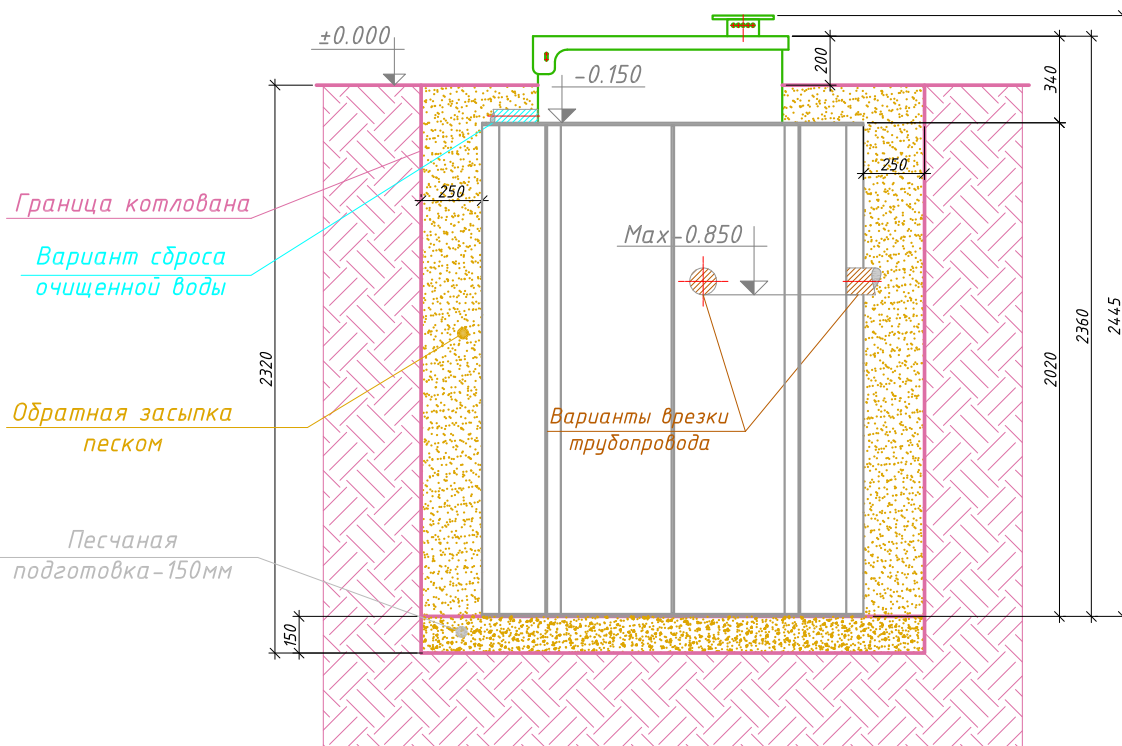 ±0.000
-0.150
200
340
250
250
Граница котлована
Вариант сброса
очищенной воды
Max-0.850
2445
2360
2320
2020
Обратная засыпка
песком
Варианты врезки
трубопровода
Песчаная
подготовка-150мм
150